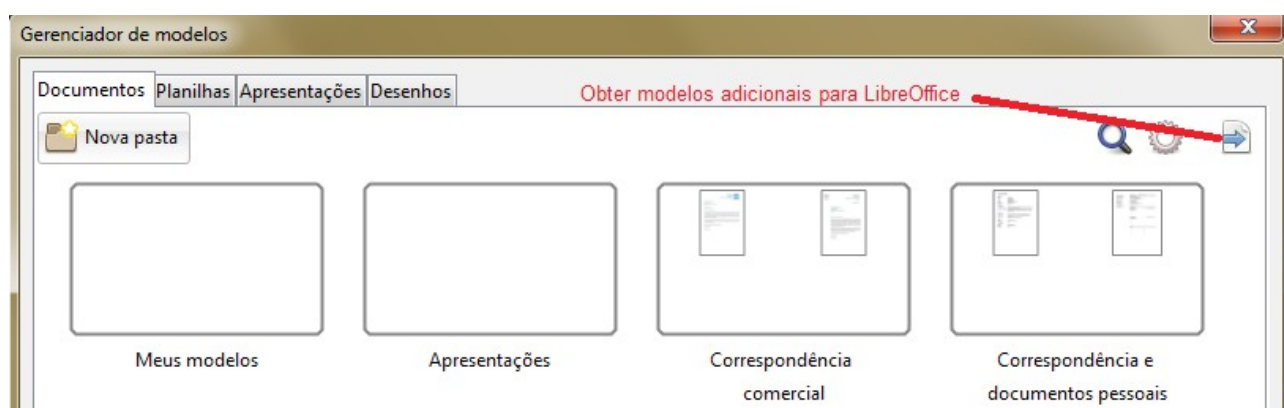 Gerenciador de modelos
Documentos Planilhas Apresentações Desenhos
Obter modelos adicionais para LibreOffice
Nova pasta
Meus modelos
Apresentações
Correspondência
comercial
Correspondência e
documentos pessoais